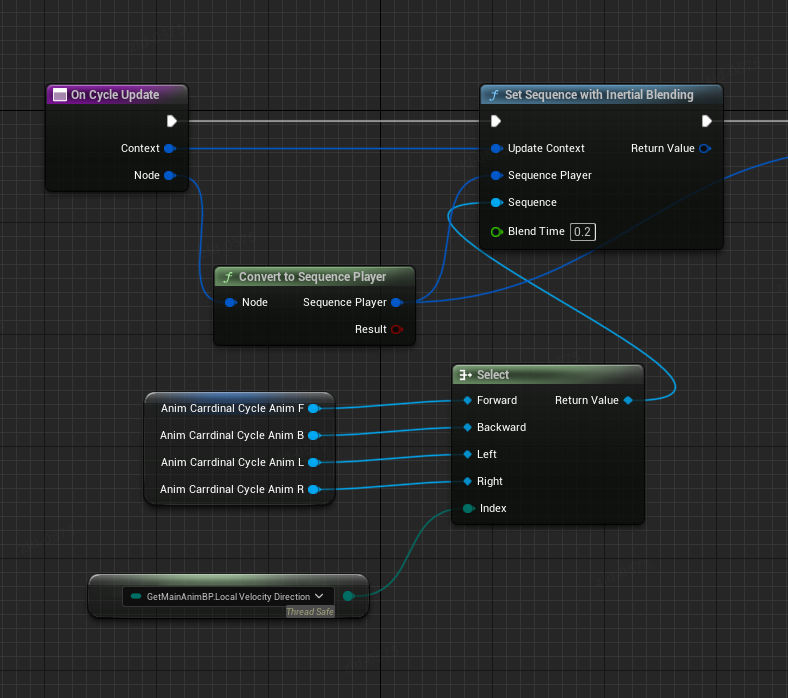 On Cycle Update
Context
Node
Set Sequence with Inertial Blending
Update Context
Return Value
Sequence Player
Sequence
Blend Time 0.2
Convert to Sequence Player
Node
Sequence Player
Result
Select
Forward
Return Value
Backward
Left
Right
Index
Anim Carrdinal Cycle Anim F
Anim Carrdinal Cycle Anim B
Anim Carrdinal Cycle Anim L
Anim Carrdinal Cycle Anim R
GetMainAnimBP.Local Velocity Direction
Thread Safe